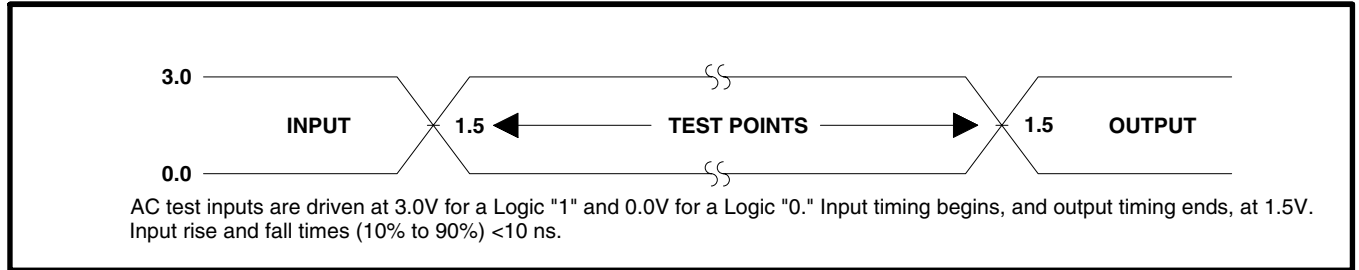 3.0
INPUT 1.5 TEST POINTS 1.5 OUTPUT
0.0
AC test inputs are driven at 3.0V for a Logic "1" and 0.0V for a Logic "0." Input timing begins, and output timing ends, at 1.5V.
Input rise and fall times (10% to 90%) <10 ns.